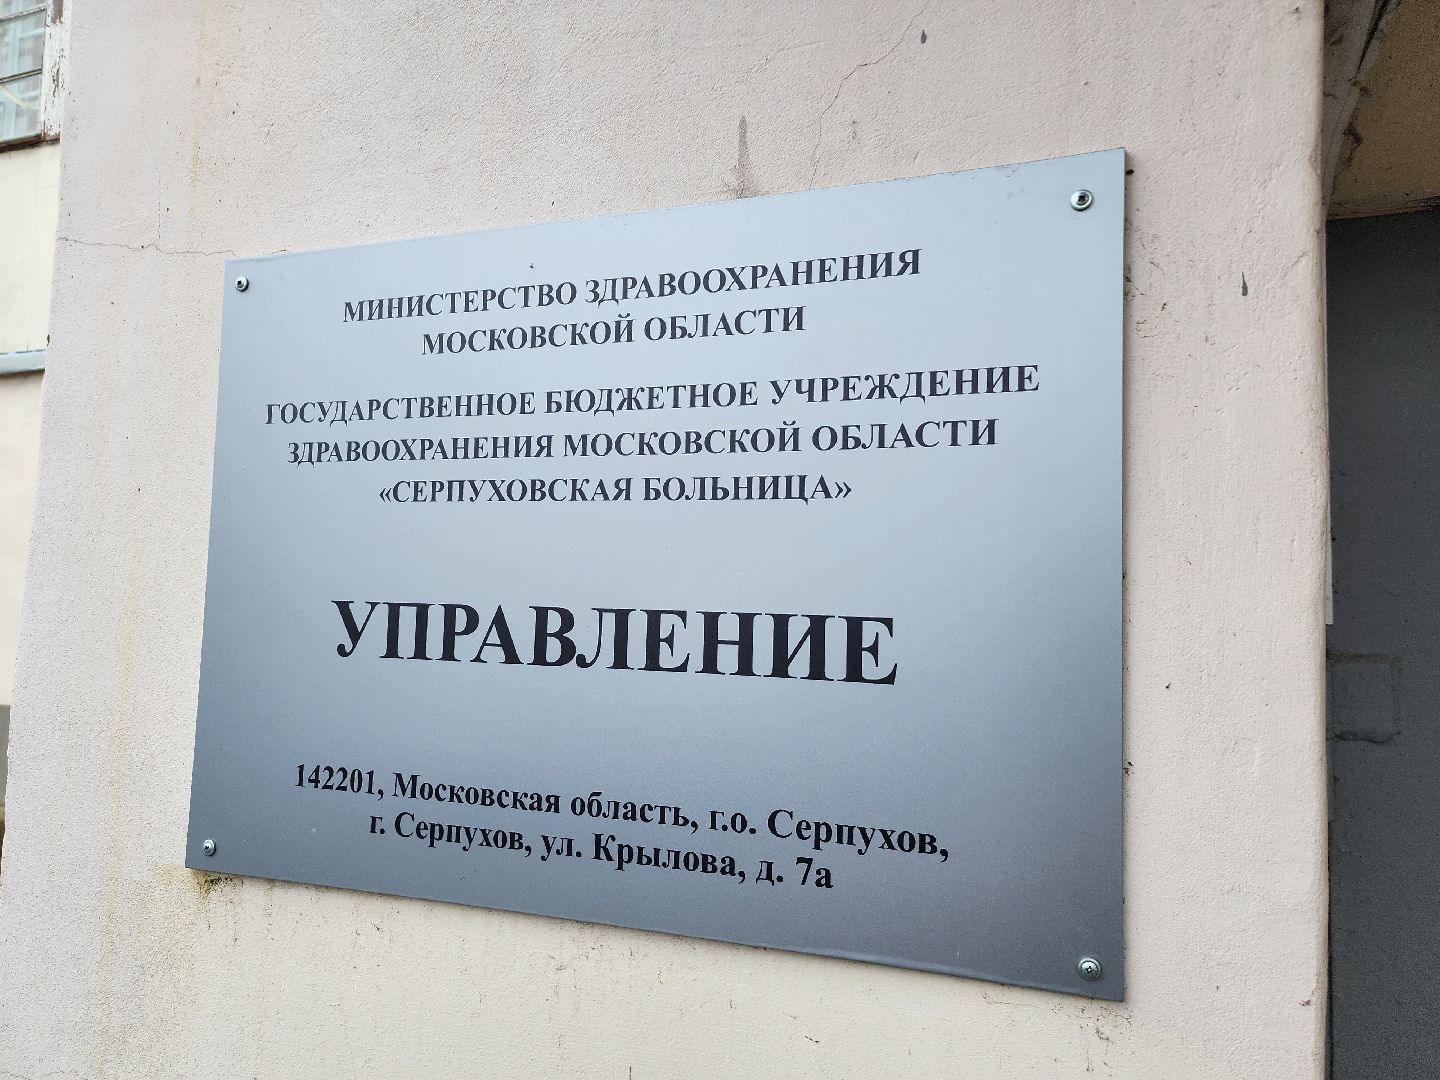 МИНИСТЕРСТВО ЗДРАВООХРАНЕНИЯ
МОСКОВСКОЙ ОБЛАСТИ
ГОСУДАРСТВЕННОЕ БЮДЖЕТНОЕ УЧРЕЖДЕНИЕ
ЗДРАВООХРАНЕНИЯ МОСКОВСКОЙ ОБЛАСТИ
«СЕРПУХОВСКАЯ БОЛЬНИЦА»
УПРАВЛЕНИЕ
142201, Московская область, г.о. Серпухов,
г. Серпухов, ул. Крылова, д. 7а